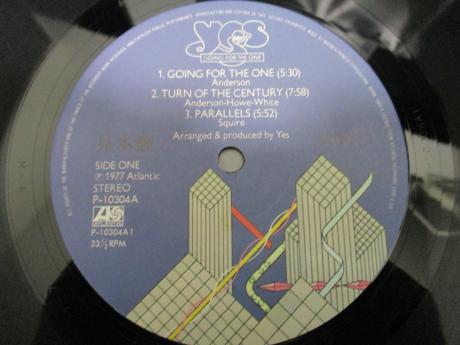 yes
GOING FOR THE ONE
1. GOING FOR THE ONE (5:30)
Anderson
2. TURN OF THE CENTURY (7:58)
Anderson-Howe-White
3. PARALLELS (5:52)
Squire
Arranged & produced by Yes
見本盤
SIDE ONE
℗ 1977 Atlantic
STEREO
P-10304A
ATLANTIC
P-10304A1
33⅓ RPM